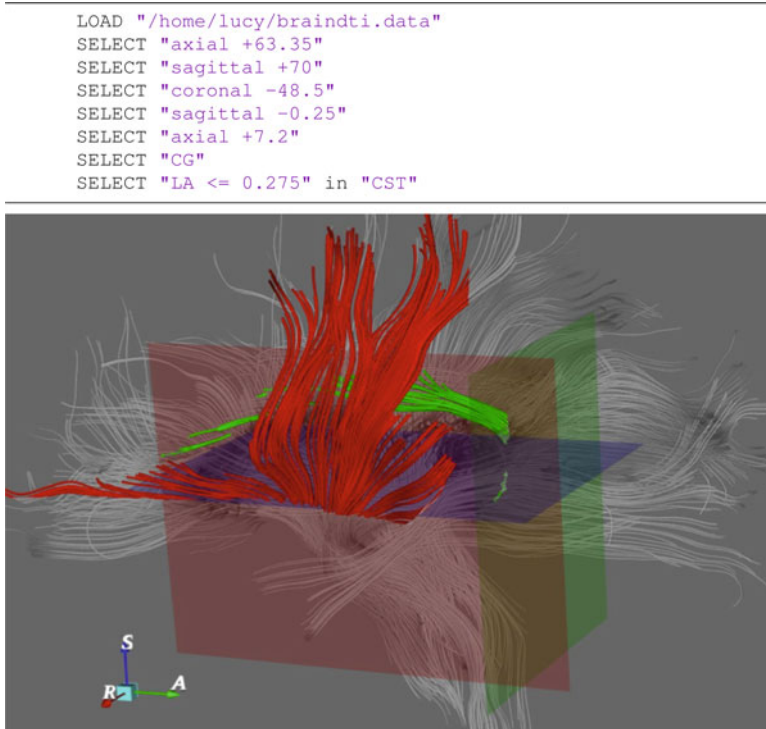 LOAD "/home/lucy/braindti.data"
SELECT "axial +63.35"
SELECT "sagittal +70"
SELECT "coronal -48.5"
SELECT "sagittal -0.25"
SELECT "axial +7.2"
SELECT "CG"
SELECT "LA <= 0.275" in "CST"
S
R A